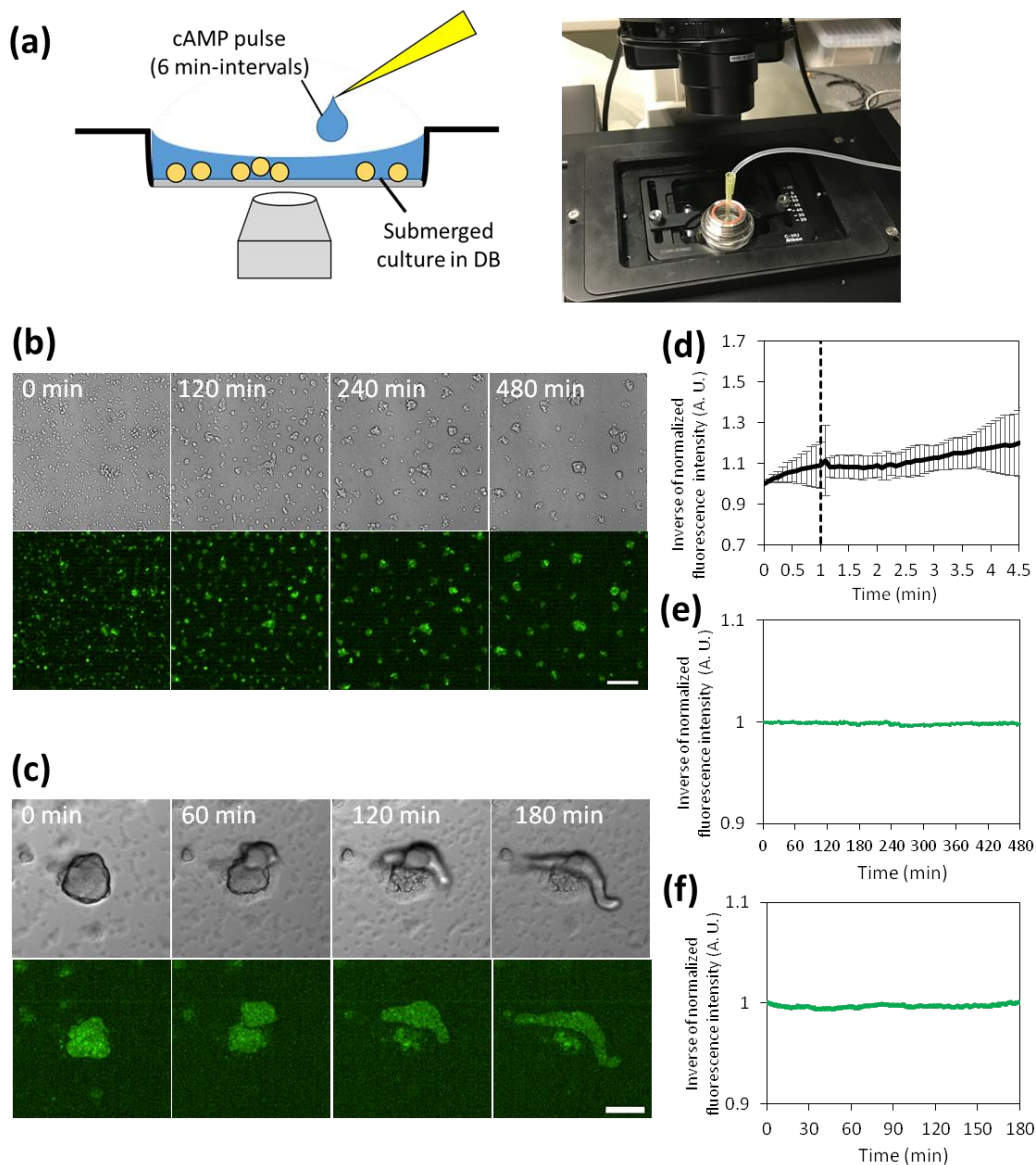 (a)
cAMP pulse
(6 min-intervals)
Submerged
culture in DB
(b)
0 min
120 min
240 min
480 min
(c)
0 min
60 min
120 min
180 min
(d)
Inverse of normalized
fluorescence intensity (A. U.)
1.7
1.5
1.3
1.1
0.9
0.7
0 0.5 1 1.5 2 2.5 3 3.5 4 4.5
Time (min)
(e)
Inverse of normalized
fluorescence intensity (A. U.)
1.1
1
0.9
0 60 120 180 240 300 360 420 480
Time (min)
(f)
Inverse of normalized
fluorescence intensity (A. U.)
1.1
1
0.9
0 30 60 90 120 150 180
Time (min)